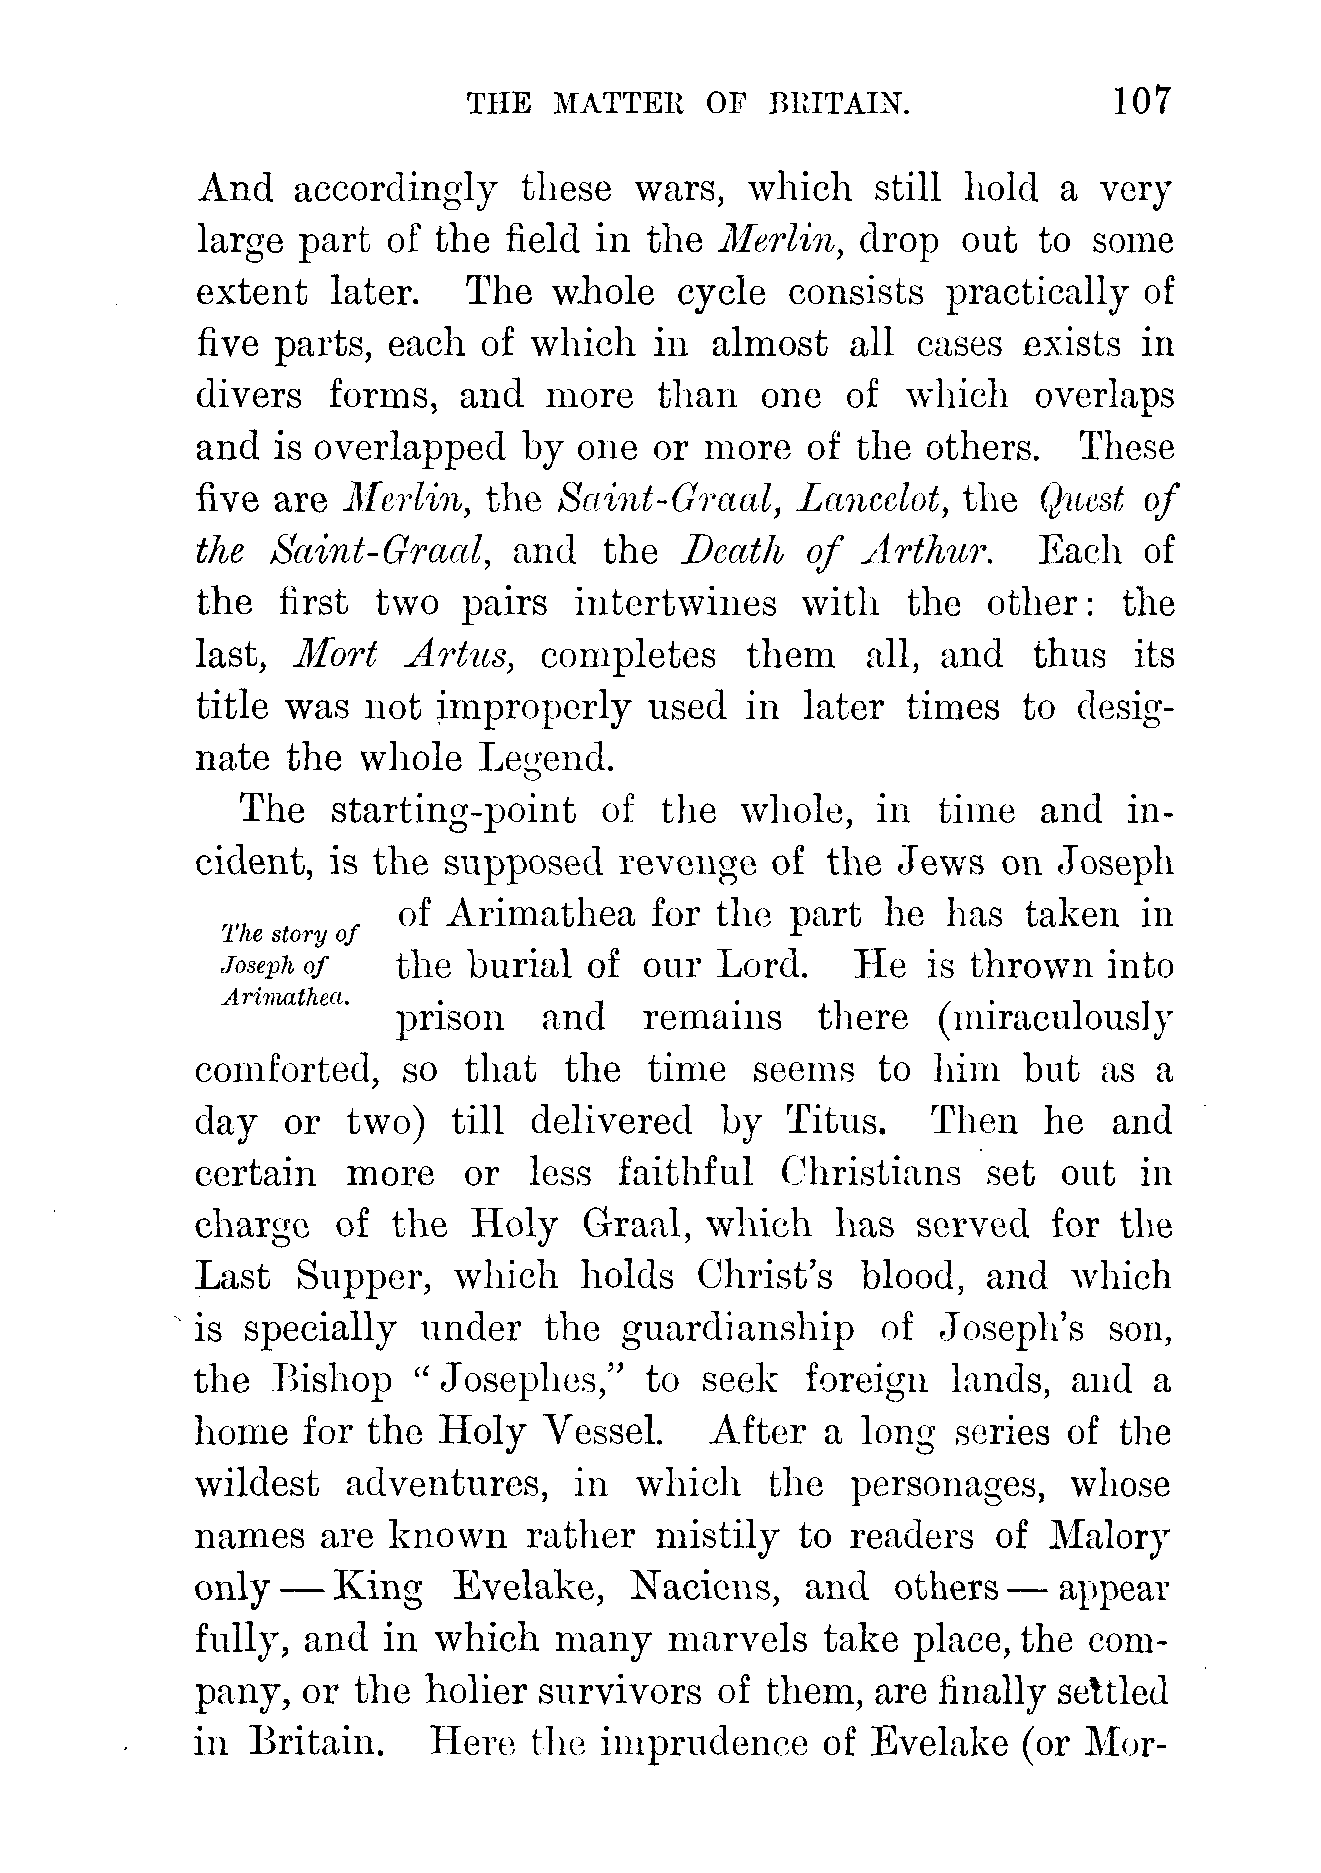 THE MATTER OF BRITAIN. 107
And accordingly these wars, which still hold a very
large part of the field in the Merlin, drop out to some
extent later. The whole cycle consists practically of
five parts, each of which in almost all cases exists in
divers forms, and more than one of which overlaps
and is overlapped by one or more of the others. These
five are Merlin, the Saint-Graal, Lancelot, the Quest of
the Saint-Graal, and the Death of Arthur. Each of
the first two pairs intertwines with the other: the
last, Mort Artus, completes them all, and thus its
title was not improperly used in later times to desig-
nate the whole Legend.
The starting-point of the whole, in time and in-
cident, is the supposed revenge of the Jews on Joseph
The story of
Joseph of
Arimathea.
of Arimathea for the part he has taken in
the burial of our Lord. He is thrown into
prison and remains there (miraculously
comforted, so that the time seems to him but as a
day or two) till delivered by Titus. Then he and
certain more or less faithful Christians set out in
charge of the Holy Graal, which has served for the
Last Supper, which holds Christ's blood, and which
is specially under the guardianship of Joseph's son,
the Bishop "Josephes," to seek foreign lands, and a
home for the Holy Vessel. After a long series of the
wildest adventures, in which the personages, whose
names are known rather mistily to readers of Malory
only — King Evelake, Naciens, and others — appear
fully, and in which many marvels take place, the com-
pany, or the holier survivors of them, are finally settled
in Britain. Here the imprudence of Evelake (or Mor-